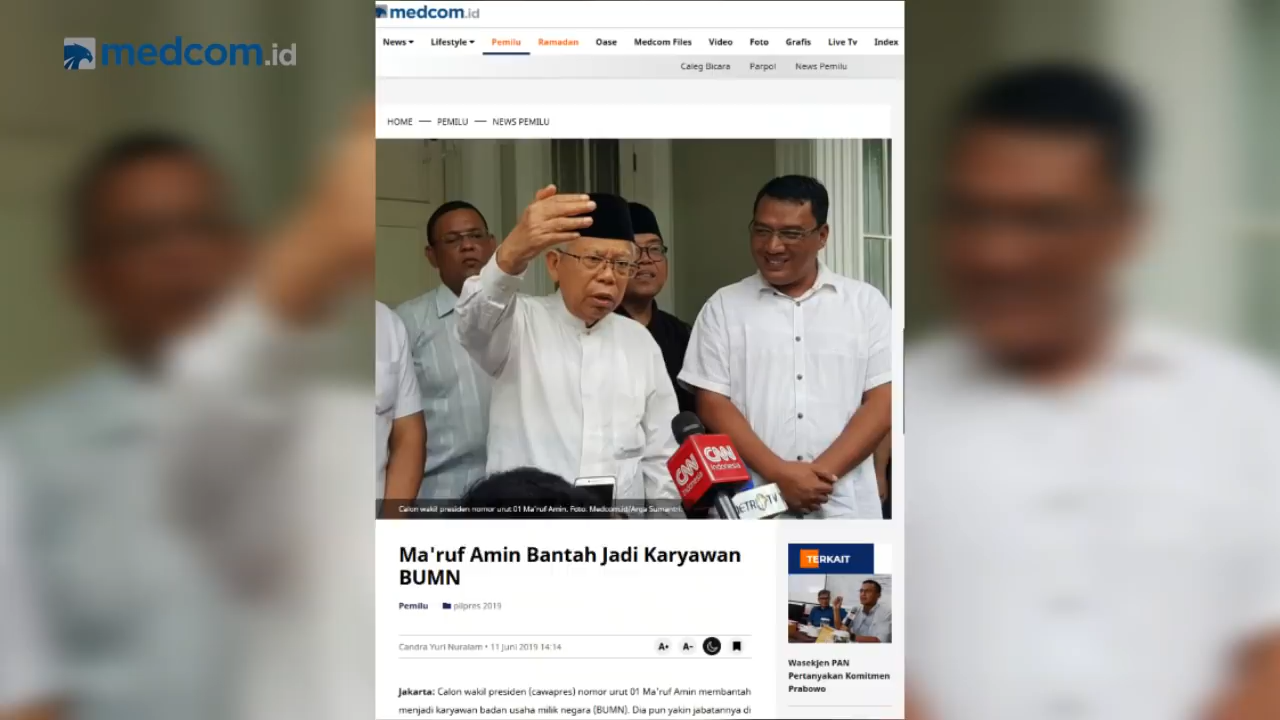 medcom.id
medcom.id
News Lifestyle Pemilu Ramadan Oase Medcom Files Video Foto Grafis Live Tv Index
Caleg Bicara Parpol News Pemilu
HOME — PEMILU — NEWS PEMILU
CNN Indonesia
CNN Indonesia
METRO TV
Calon wakil presiden nomor urut 01 Ma'ruf Amin. Foto: Medcom.id/Arga Sumantri.
Ma'ruf Amin Bantah Jadi Karyawan
BUMN
Pemilu pilpres 2019
Candra Yuri Nuralam • 11 Juni 2019 14:14
A+ A-
Jakarta: Calon wakil presiden (cawapres) nomor urut 01 Ma'ruf Amin membantah
menjadi karyawan badan usaha milik negara (BUMN). Dia pun yakin jabatannya di
TERKAIT
Wasekjen PAN
Pertanyakan Komitmen
Prabowo